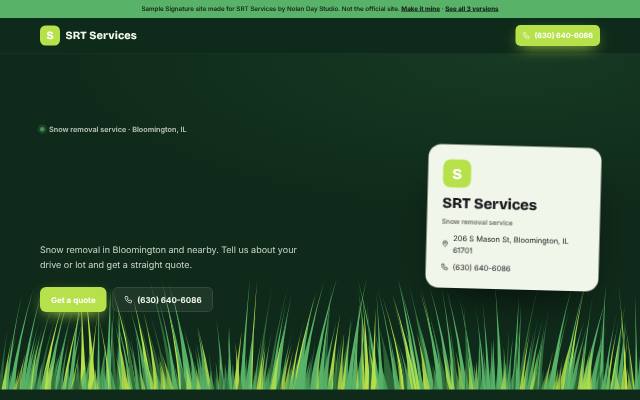 Sample Signature site made for SRT Services by Nolan Day Studio. Not the official site. Make it mine · See all 3 versions
S SRT Services
(630) 640-6086
Snow removal service · Bloomington, IL
S
SRT Services
Snow removal service
206 S Mason St, Bloomington, IL
61701
(630) 640-6086
Snow removal in Bloomington and nearby. Tell us about your
drive or lot and get a straight quote.
Get a quote
(630) 640-6086